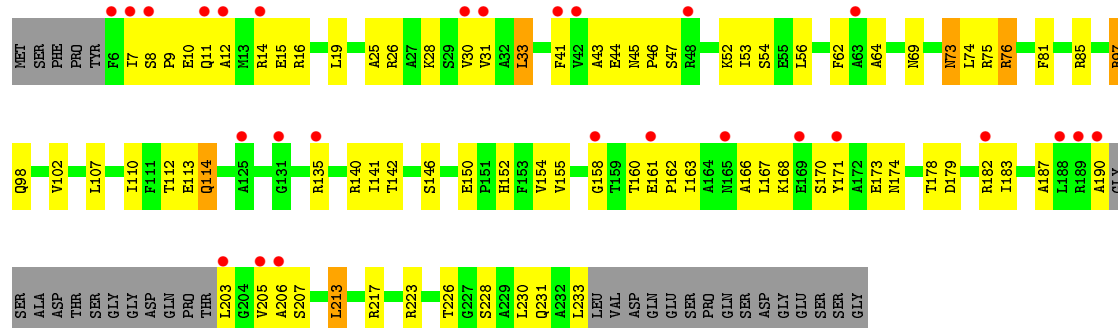 MET SER PHE PRO TYR F6 I7 S8 P9 E10 Q11 A12 M13 R14 E15 R16 L19 A25 R26 A27 K28 S29 V30 V31 A32 L33 F41 V42 A43 E44 N45 P46 S47 R48 K52 I53 S54 E55 L56 F62 A63 A64 N69 N73 L74 R75 R76 F81 R85
Q98 V102 L107 I110 F111 T112 E113 Q114 A125 G131 R135 R140 I141 T142 S146 E150 P151 H152 F153 V154 V155 G158 T159 T160 E161 P162 I163 A164 N165 A166 L167 K168 E169 S170 Y171 A172 E173 N174 T178 D179 R182 I183 A187 L188 R189 A190
SER ALA ASP THR SER GLY GLY ASP GLN PRO THR L203 G204 V205 A206 S207 L213 R217 R223 T226 G227 S228 A229 L230 Q231 A232 L233 LEU VAL ASP GLN GLU SER PRO GLN SER ASP GLY GLU SER SER GLY